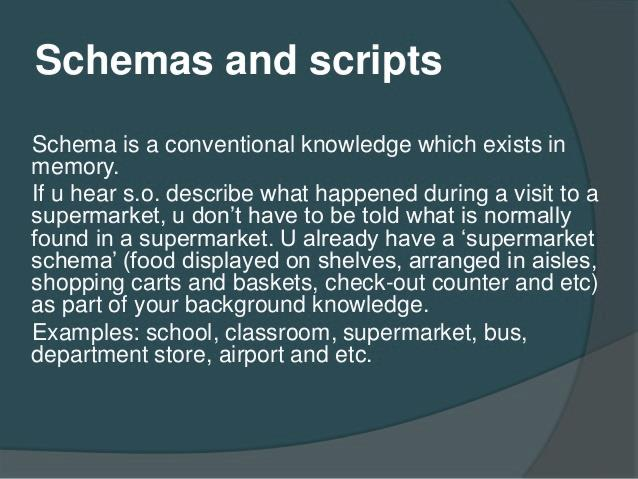 Schemas and scripts
Schema is a conventional knowledge which exists in
memory.
If u hear s.o. describe what happened during a visit to a
supermarket, u don’t have to be told what is normally
found in a supermarket. U already have a ‘supermarket
schema’ (food displayed on shelves, arranged in aisles,
shopping carts and baskets, check-out counter and etc)
as part of your background knowledge.
Examples: school, classroom, supermarket, bus,
department store, airport and etc.